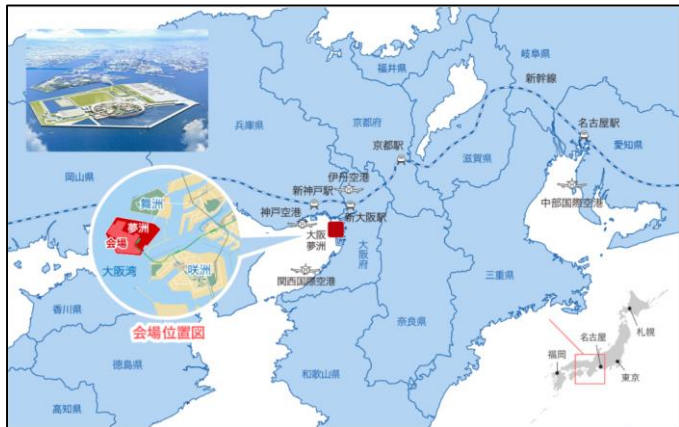 岐阜県
福井県
新幹線
兵庫県
京都府
名古屋駅
京都駅
愛知県
滋賀県
岡山県
伊丹空港
新神戸駅
中部国際空港
舞洲
神戸空港
新大阪駅
夢洲
大阪
夢洲
会場
大阪府
大阪湾
咲洲
関西国際空港
三重県
香川県
会場位置図
奈良県
札幌
名古屋
徳島県
福岡
和歌山県
東京
高知県